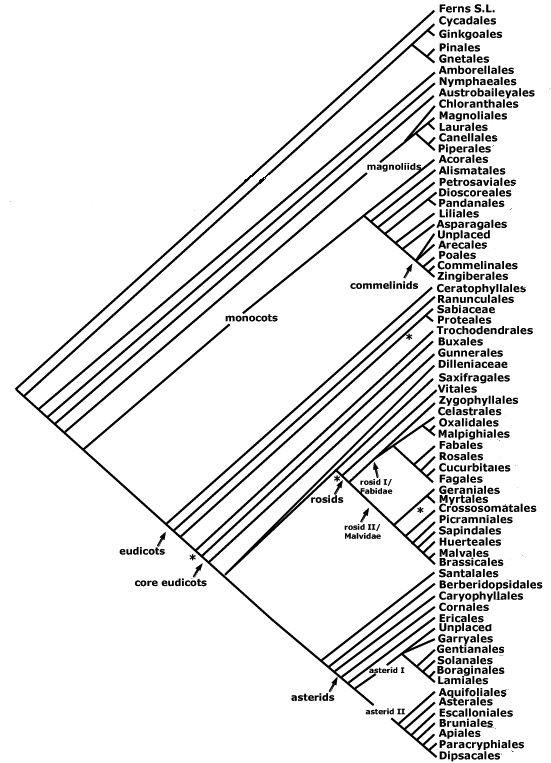 Ferns S.L.
Cycadales
Ginkgoales
Pinales
Gnetales
Amborellales
Nymphaeales
Austrobaileyales
Chloranthales
Magnoliales
Laurales
Canellales
Piperales
magnoliids
Acorales
Alismatales
Petrosaviales
Dioscoreales
Pandanales
Liliales
Asparagales
Unplaced
Arecales
Poales
Commelinales
Zingiberales
commelinids
monocots
Ceratophyllales
Ranunculales
Sabiaceae
Proteales
Trochodendrales
*
Buxales
Gunnerales
Dilleniaceae
Saxifragales
Vitales
Zygophyllales
Celastrales
Oxalidales
Malpighiales
Fabales
Rosales
Cucurbitales
Fagales
*
rosids
rosid I/
Fabidae
Geraniales
Myrtales
Crossosomatales
*
Picramniales
Sapindales
Huerteales
Malvales
Brassicales
rosid II/
Malvidae
eudicots
*
core eudicots
Santalales
Berberidopsidales
Caryophyllales
Cornales
Ericales
Unplaced
Garryales
Gentianales
Solanales
Boraginales
Lamiales
asterid I
asterids
Aquifoliales
Asterales
Escalloniales
Bruniales
Apiales
Paracryphiales
Dipsacales
asterid II